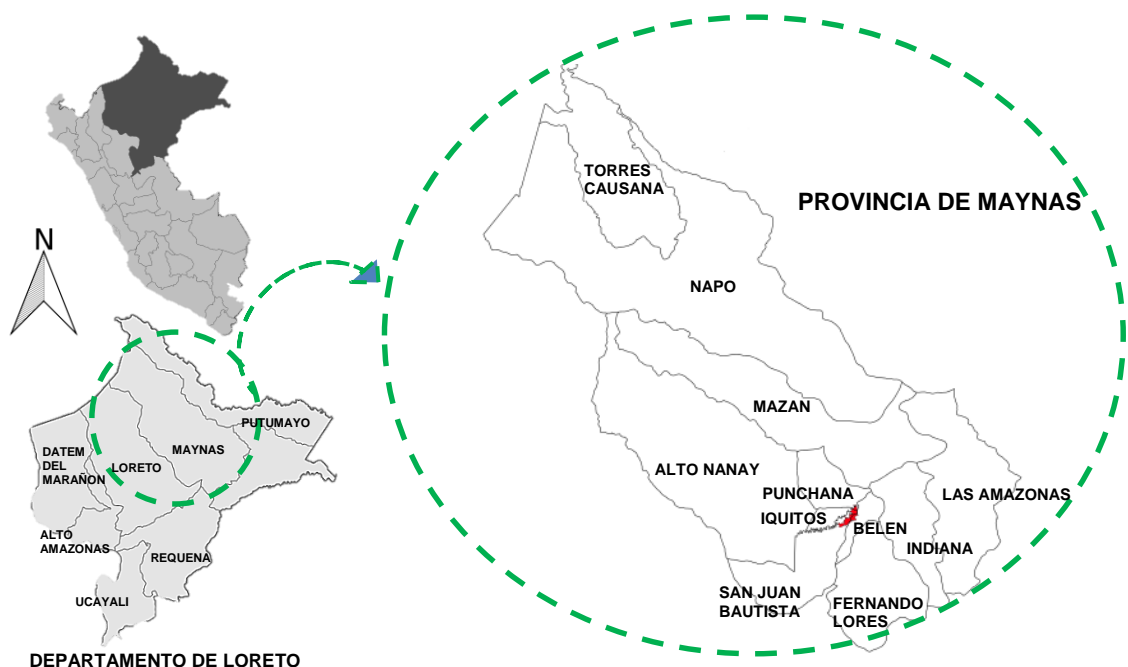 N
PUTUMAYO
MAYNAS
DATEM
DEL
MARAÑON
LORETO
ALTO
AMAZONAS
REQUENA
UCAYALI
DEPARTAMENTO DE LORETO
PROVINCIA DE MAYNAS
TORRES
CAUSANA
NAPO
MAZAN
ALTO NANAY
PUNCHANA
IQUITOS
BELEN
LAS AMAZONAS
INDIANA
SAN JUAN
BAUTISTA
FERNANDO
LORES